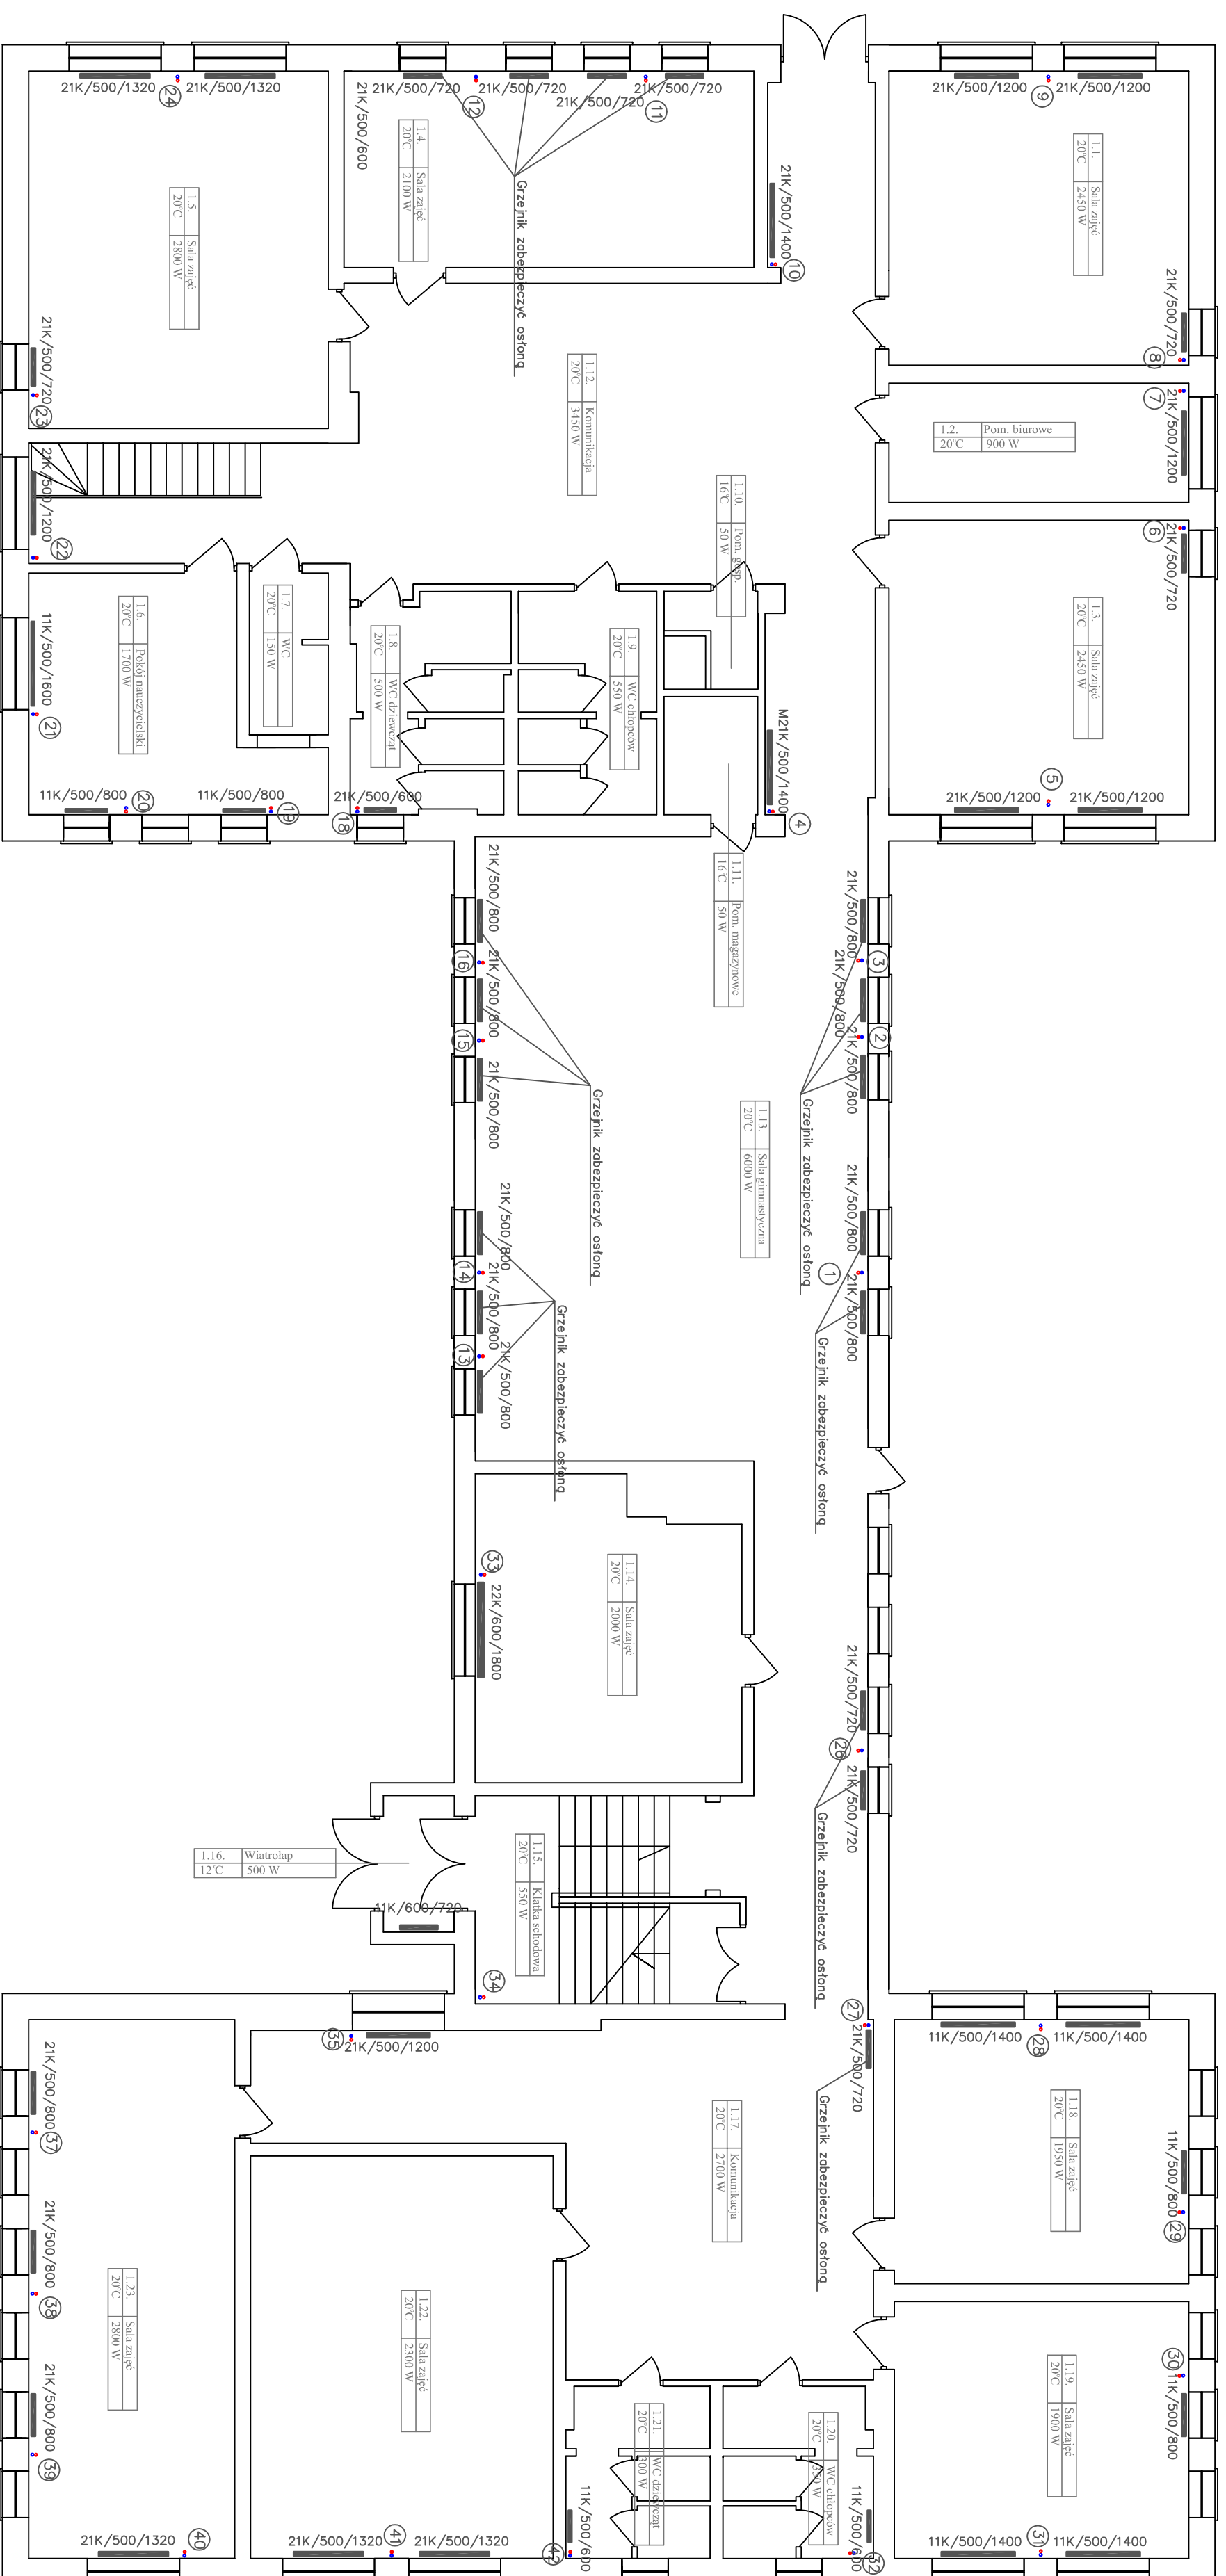 21K/500/1320
24
21K/500/1320
21K/500/720
12
21K/500/720
21K/500/720
11
21K/500/720
21K/500/1200
9
21K/500/1200
21K/500/600
1.4. Sala zajęć
20°C 2100 W
Grzejnik zabezpieczyć osłoną
21K/500/1400
10
1.1. Sala zajęć
20°C 2450 W
1.5. Sala zajęć
20°C 2800 W
21K/500/720
8
21K/500/720
23
1.12. Komunikacja
20°C 3450 W
7
21K/500/1200
1.2. Pom. biurowe
20°C 900 W
21K/500/1200
22
1.10. Pom. gosp.
16°C 50 W
6
21K/500/720
1.6. Pokój nauczycielski
20°C 1700 W
1.7. WC
20°C 150 W
1.8. WC dziewcząt
20°C 500 W
1.9. WC chłopców
20°C 550 W
1.3. Sala zajęć
20°C 2450 W
11K/500/1600
21
M21K/500/1400
4
5
11K/500/800
20
11K/500/800
19
21K/500/600
18
21K/500/1200
21K/500/1200
1.11. Pom. magazynowe
16°C 50 W
21K/500/800
16
21K/500/800
15
21K/500/800
21K/500/800
3
21K/500/800
2
21K/500/800
Grzejnik zabezpieczyć osłoną
Grzejnik zabezpieczyć osłoną
1.13. Sala gimnastyczna
20°C 6000 W
21K/500/800
14
21K/500/800
13
21K/500/800
21K/500/800
1
21K/500/800
Grzejnik zabezpieczyć osłoną
Grzejnik zabezpieczyć osłoną
33
22K/600/1800
1.14. Sala zajęć
20°C 2000 W
21K/500/720
26
21K/500/720
Grzejnik zabezpieczyć osłoną
1.16. Wiatrołap
12°C 500 W
1.15. Klatka schodowa
20°C 550 W
11K/600/720
34
35
21K/500/1200
27
21K/500/720
11K/500/1400
28
11K/500/1400
Grzejnik zabezpieczyć osłoną
21K/500/800
37
1.17. Komunikacja
20°C 2700 W
1.18. Sala zajęć
20°C 1950 W
11K/500/800
29
21K/500/800
38
1.23. Sala zajęć
20°C 2800 W
1.22. Sala zajęć
20°C 2300 W
30
11K/500/800
1.19. Sala zajęć
20°C 1900 W
21K/500/800
39
1.21. WC dziewcząt
20°C 300 W
1.20. WC chłopców
20°C 350 W
21K/500/1320
40
21K/500/1320
41
21K/500/1320
42
11K/500/600
11K/500/600
32
11K/500/1400
31
11K/500/1400